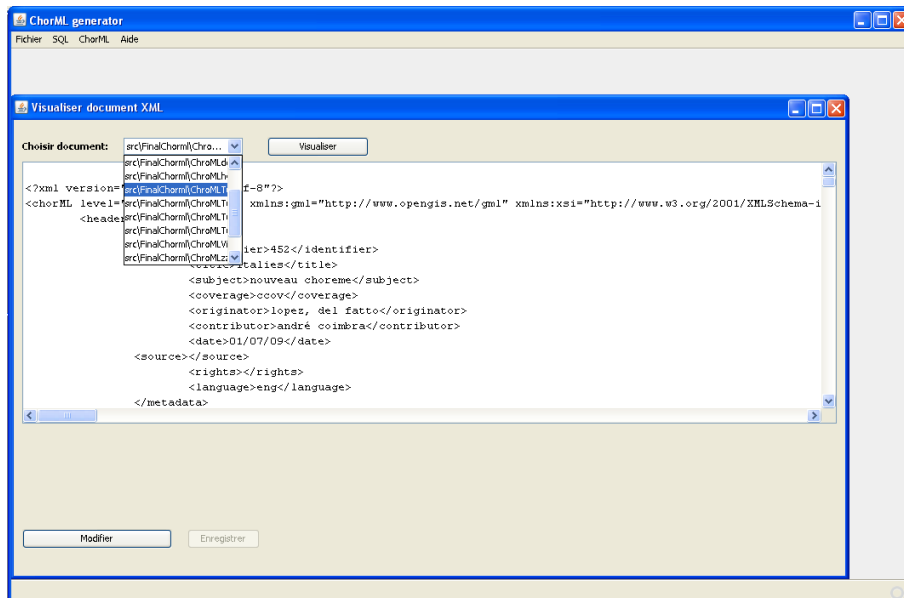 ChorML generator
Fichier SQL ChorML Aide
Visualiser document XML
Choisir document: src\FinalChorml\Chro... Visualiser
src\FinalChorml\ChroMLd
src\FinalChorml\ChroMLh
src\FinalChorml\ChroMLT
src\FinalChorml\ChroMLT
src\FinalChorml\ChroMLT
src\FinalChorml\ChroMLT
src\FinalChorml\ChroMLVi
src\FinalChorml\ChroMLz
<?xml version=" f-8"?>
<chorML level=" xmlns:gml="http://www.opengis.net/gml" xmlns:xsi="http://www.w3.org/2001/XMLSchema-i
<header
ier>452</identifier>
<title>Italies</title>
<subject>nouveau choreme</subject>
<coverage>ccov</coverage>
<originator>lopez, del fatto</originator>
<contributor>andré coimbra</contributor>
<date>01/07/09</date>
<source></source>
<rights></rights>
<language>eng</language>
</metadata>
Modifier Enregistrer